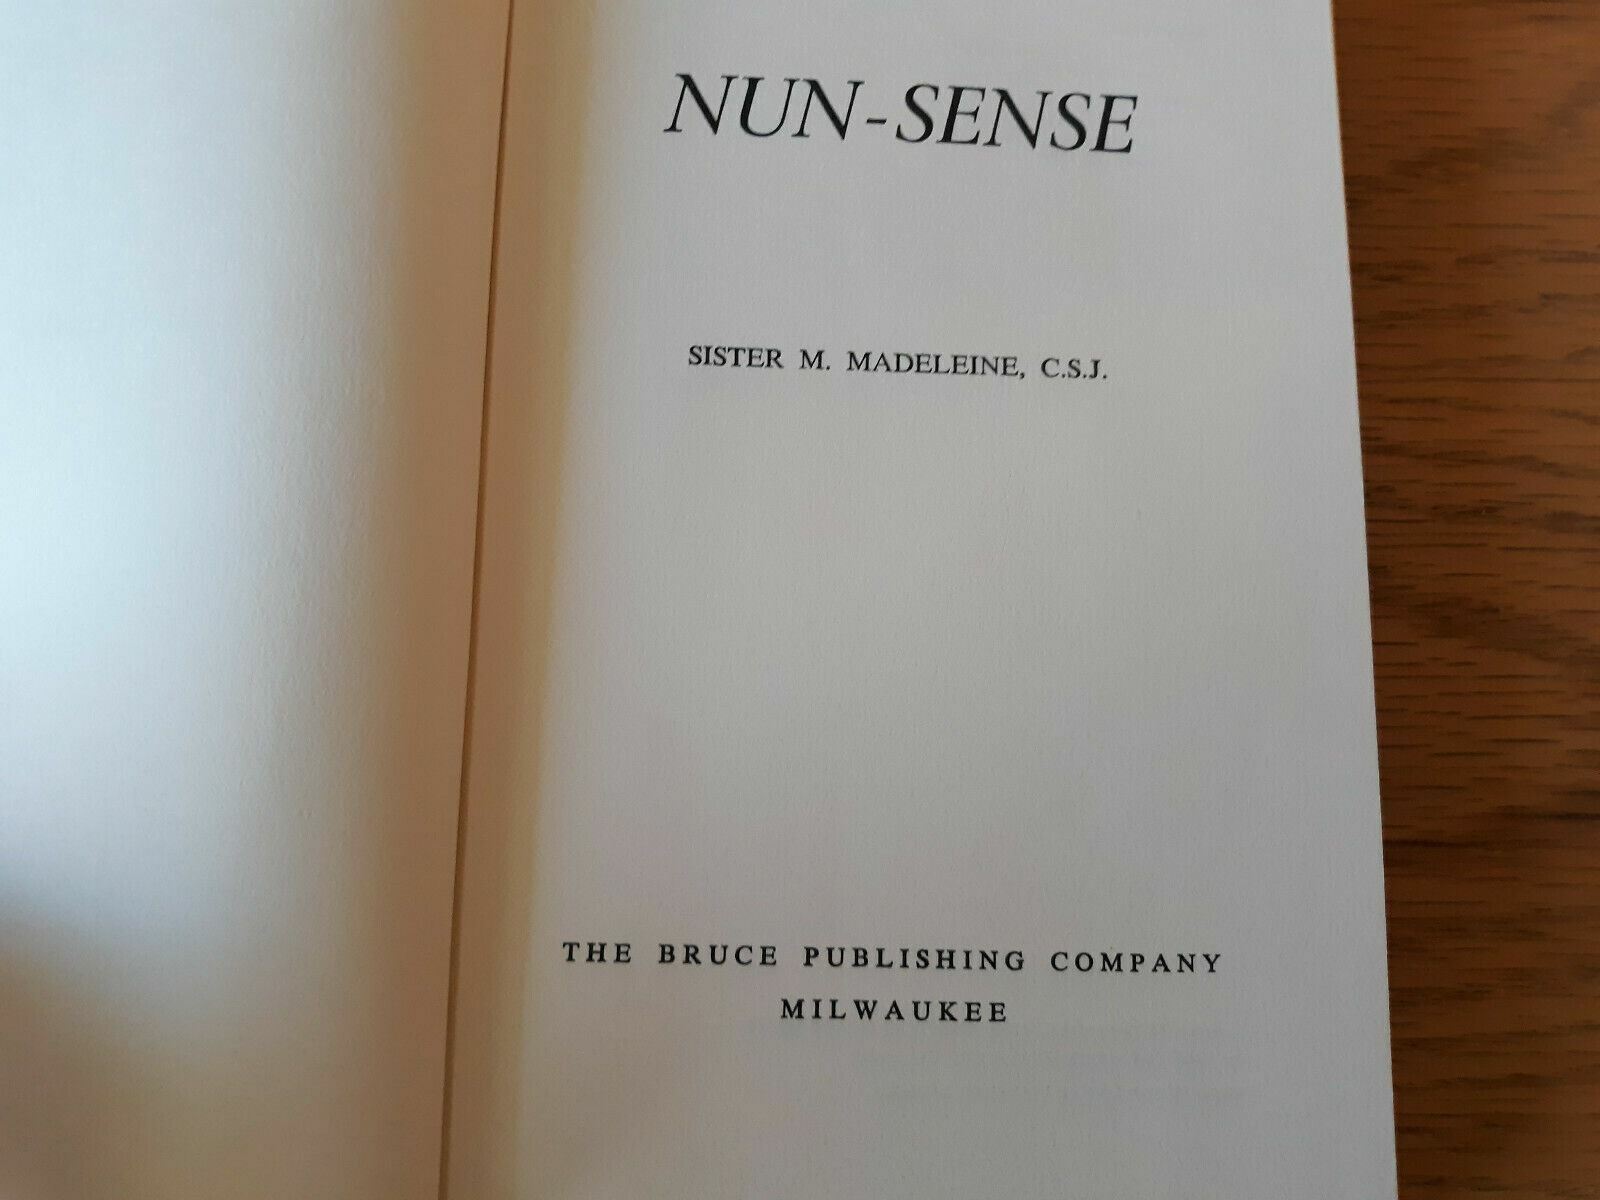 NUN-SENSE
SISTER M. MADELEINE, C.S.J.
THE BRUCE PUBLISHING COMPANY
MILWAUKEE